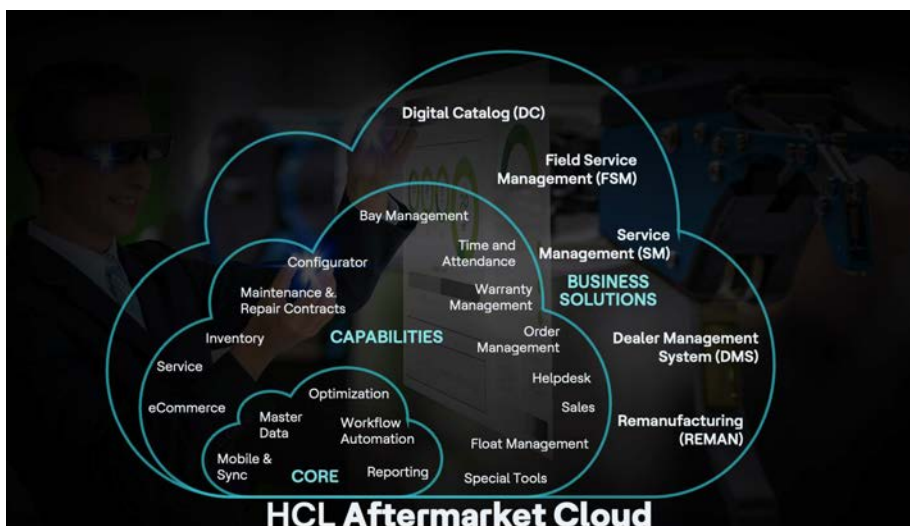 Digital Catalog (DC)
Field Service
Management (FSM)
Service
Management (SM)
BUSINESS
SOLUTIONS
Dealer Management
System (DMS)
Remanufacturing
(REMAN)
Bay Management
Time and
Attendance
Configurator
Warranty
Management
Maintenance &
Repair Contracts
CAPABILITIES
Order
Management
Inventory
Service
Helpdesk
eCommerce
Sales
Float Management
Special Tools
Optimization
Master
Data
Workflow
Automation
Mobile &
Sync
CORE
Reporting
HCL Aftermarket Cloud